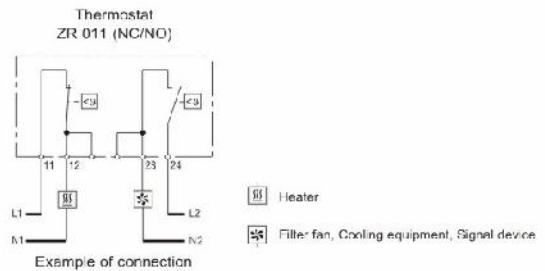 Thermostat
ZR 011 (NC/NO)
<ϑ
<ϑ
11
12
23
24
L1
L2
N1
N2
Heater
Filter fan, Cooling equipment, Signal device
Example of connection